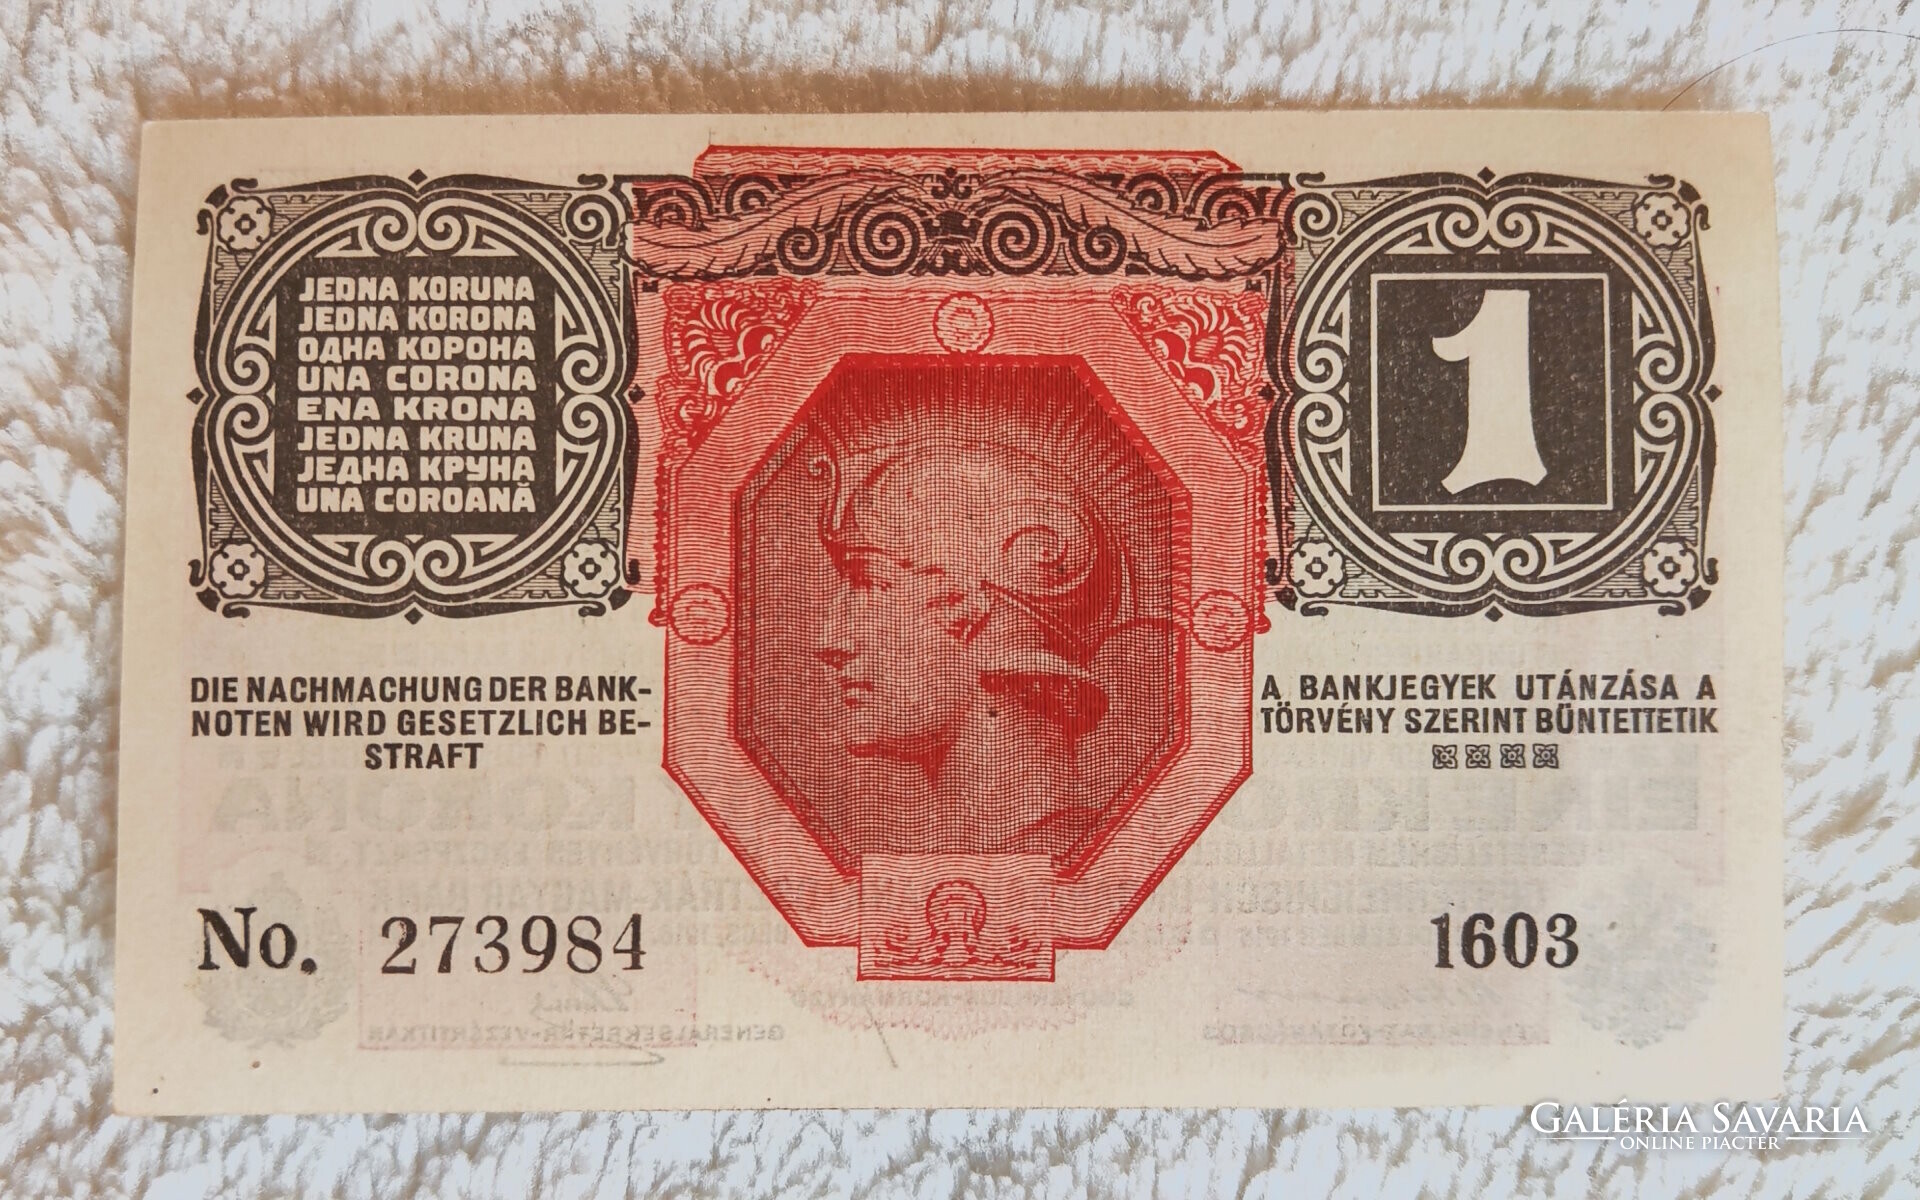 JEDNA KORUNA
JEDNA KORONA
ОДНА КОРОНА
UNA CORONA
ENA KRONA
JEDNA KRUNA
ЈЕДНА КРУНА
UNA COROANĂ
1
DIE NACHMACHUNG DER BANK-
NOTEN WIRD GESETZLICH BE-
STRAFT
A BANKJEGYEK UTÁNZÁSA A
TÖRVÉNY SZERINT BÜNTETTETIK
No. 273984
1603
GALÉRIA SAVARIA
ONLINE PIACTÉR